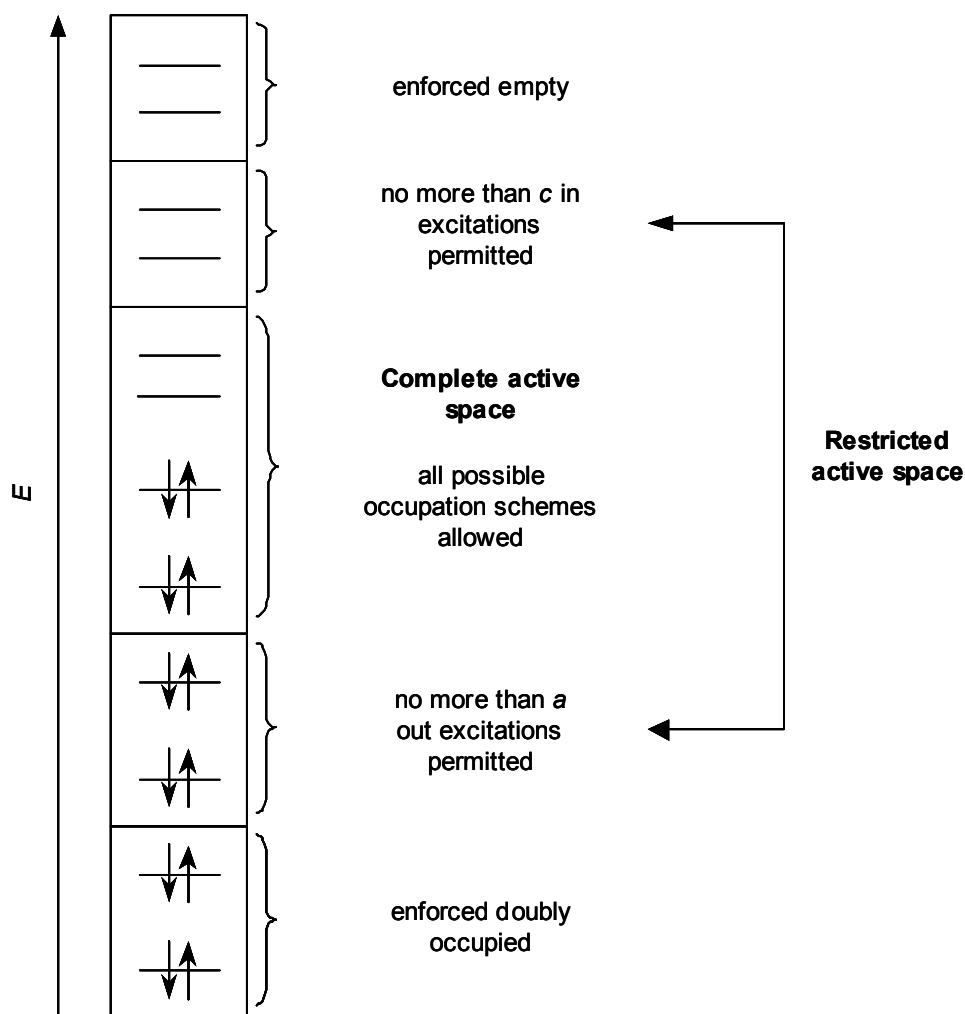 enforced empty
no more than c in
excitations
permitted
Complete active
space
all possible
occupation schemes
allowed
Restricted
active space
E
no more than a
out excitations
permitted
enforced doubly
occupied